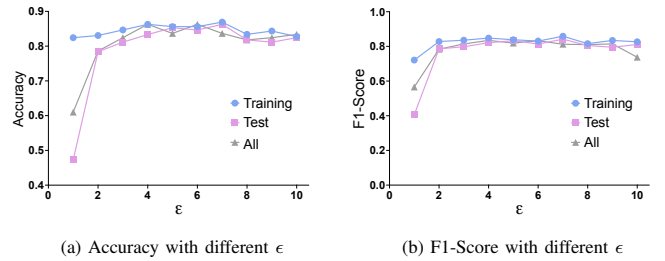 0.9
0.8
0.7
0.6
0.5
0.4
Accuracy
0 2 4 6 8 10
ε
Training
Test
All
(a) Accuracy with different ϵ
1.0
0.8
0.6
0.4
0.2
0.0
F1-Score
0 2 4 6 8 10
ε
Training
Test
All
(b) F1-Score with different ϵ